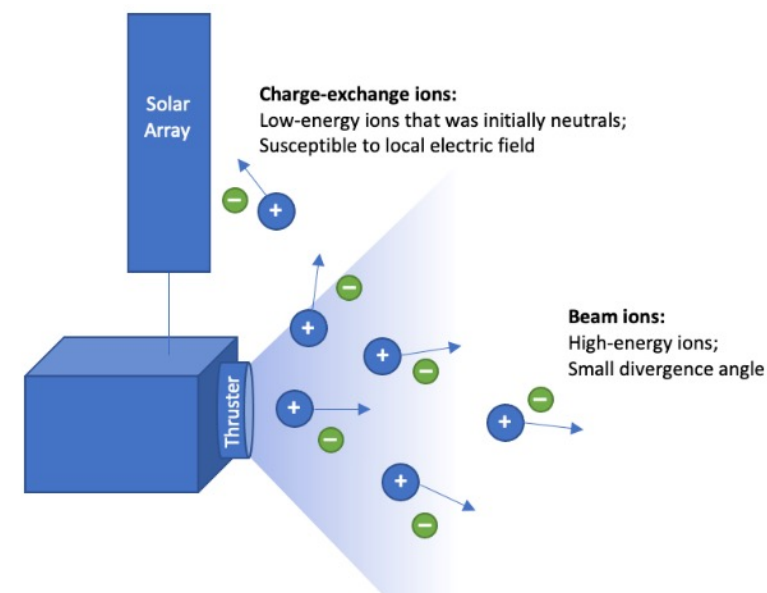 Solar
Array
Charge-exchange ions:
Low-energy ions that was initially neutrals;
Susceptible to local electric field
Beam ions:
High-energy ions;
Small divergence angle
Thruster
+
−
+
−
+
−
+
−
+
−
+
−